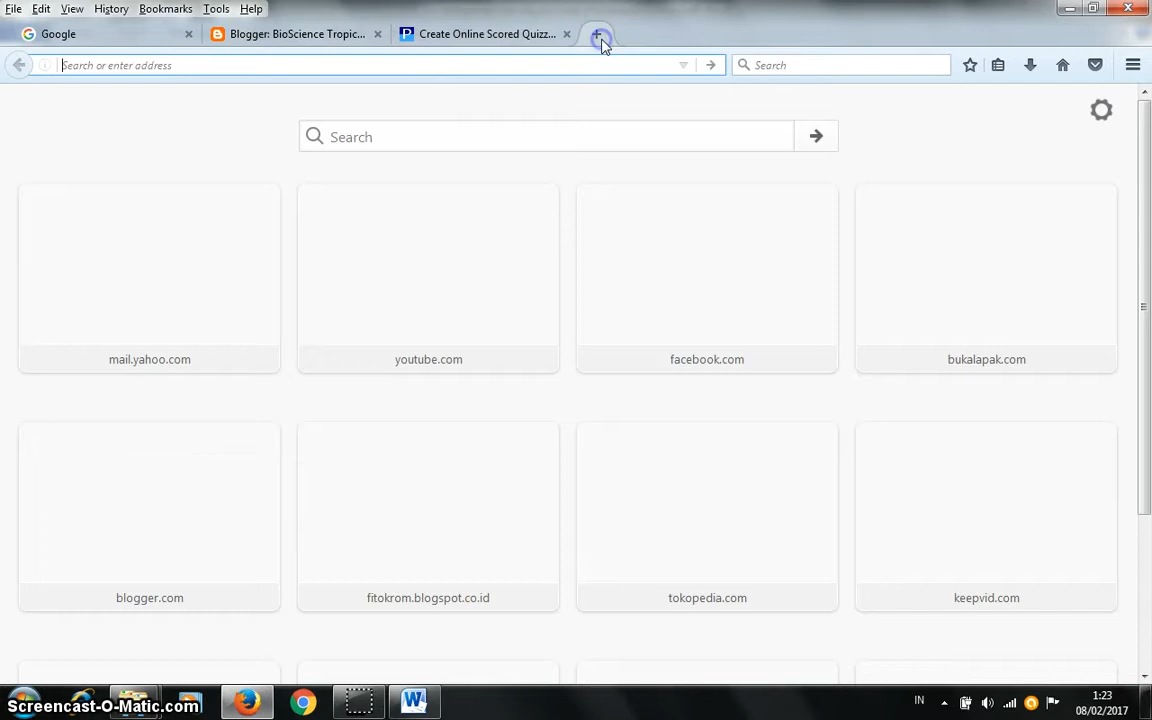 File Edit View History Bookmarks Tools Help
Google
Blogger: BioScience Tropic...
Create Online Scored Quizz...
Search or enter address
Search
Search
mail.yahoo.com
youtube.com
facebook.com
bukalapak.com
blogger.com
fitokrom.blogspot.co.id
tokopedia.com
keepvid.com
Screencast-O-Matic.com
IN
1:23
08/02/2017